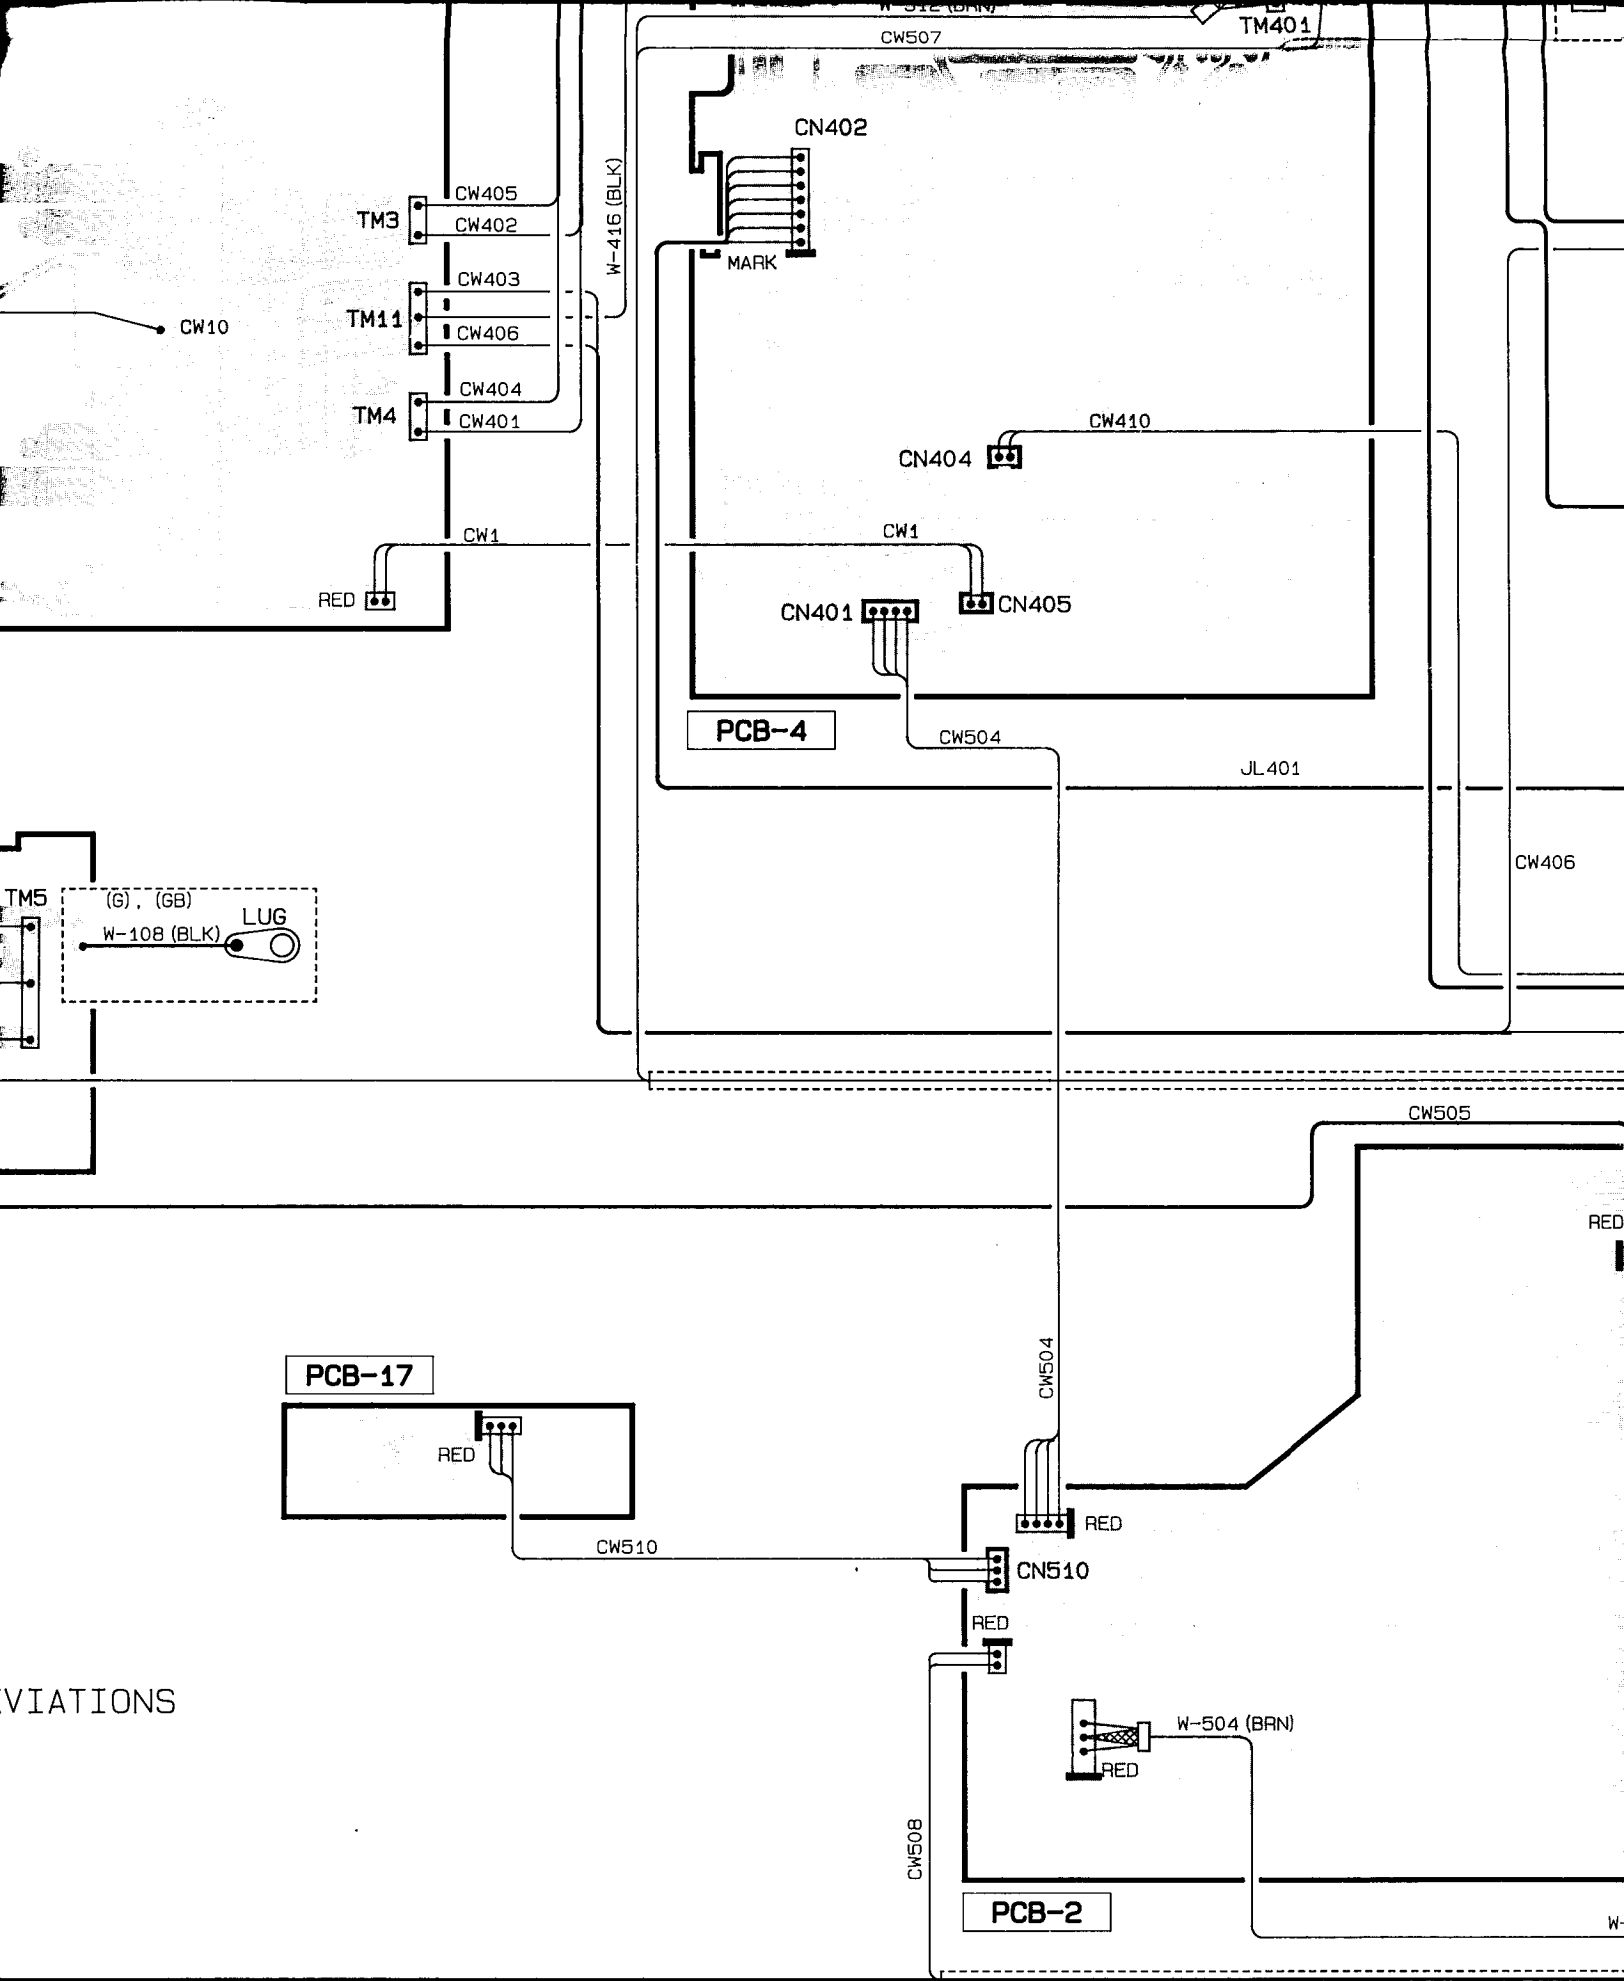 TM401
CW507
CN402
CW405
TM3
CW402
W-416 (BLK)
MARK
CW403
TM11
CW10
CW406
CW404
TM4
CW401
CW410
CN404
CW1
CW1
RED
CN401
CN405
PCB-4
CW504
JL401
CW406
TM5
(G), (GB)
LUG
W-108 (BLK)
CW505
RED
CW504
PCB-17
RED
RED
CW510
CN510
RED
VIATIONS
W-504 (BRN)
RED
CW508
PCB-2
W-